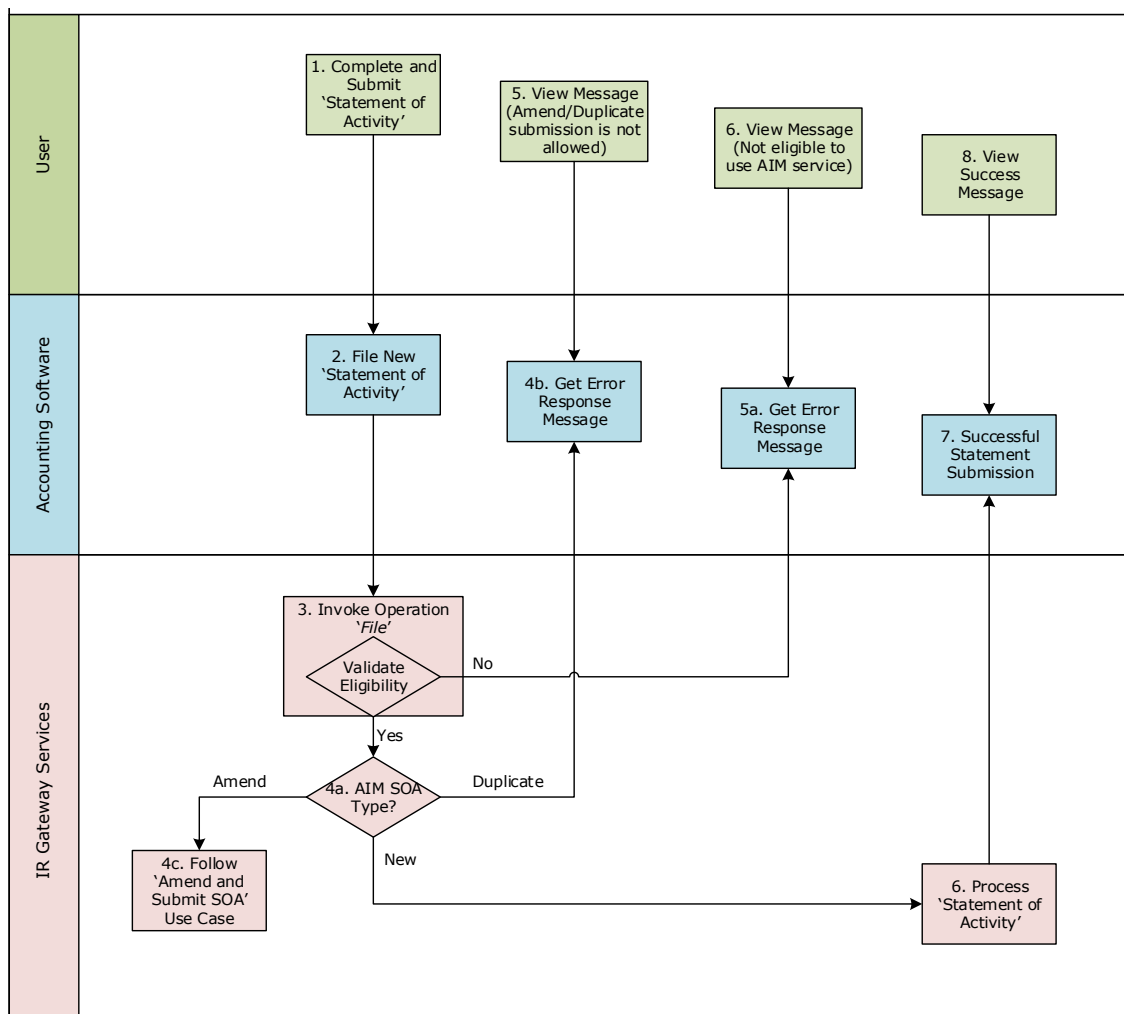 User
1. Complete and
Submit
‘Statement of
Activity’
5. View Message
(Amend/Duplicate
submission is not
allowed)
6. View Message
(Not eligible to
use AIM service)
8. View
Success
Message
Accounting Software
2. File New
‘Statement of
Activity’
4b. Get Error
Response
Message
5a. Get Error
Response
Message
7. Successful
Statement
Submission
IR Gateway Services
3. Invoke Operation
‘File’
Validate
Eligibility
No
Yes
4a. AIM SOA
Type?
Amend
Duplicate
New
4c. Follow
‘Amend and
Submit SOA’
Use Case
6. Process
‘Statement of
Activity’